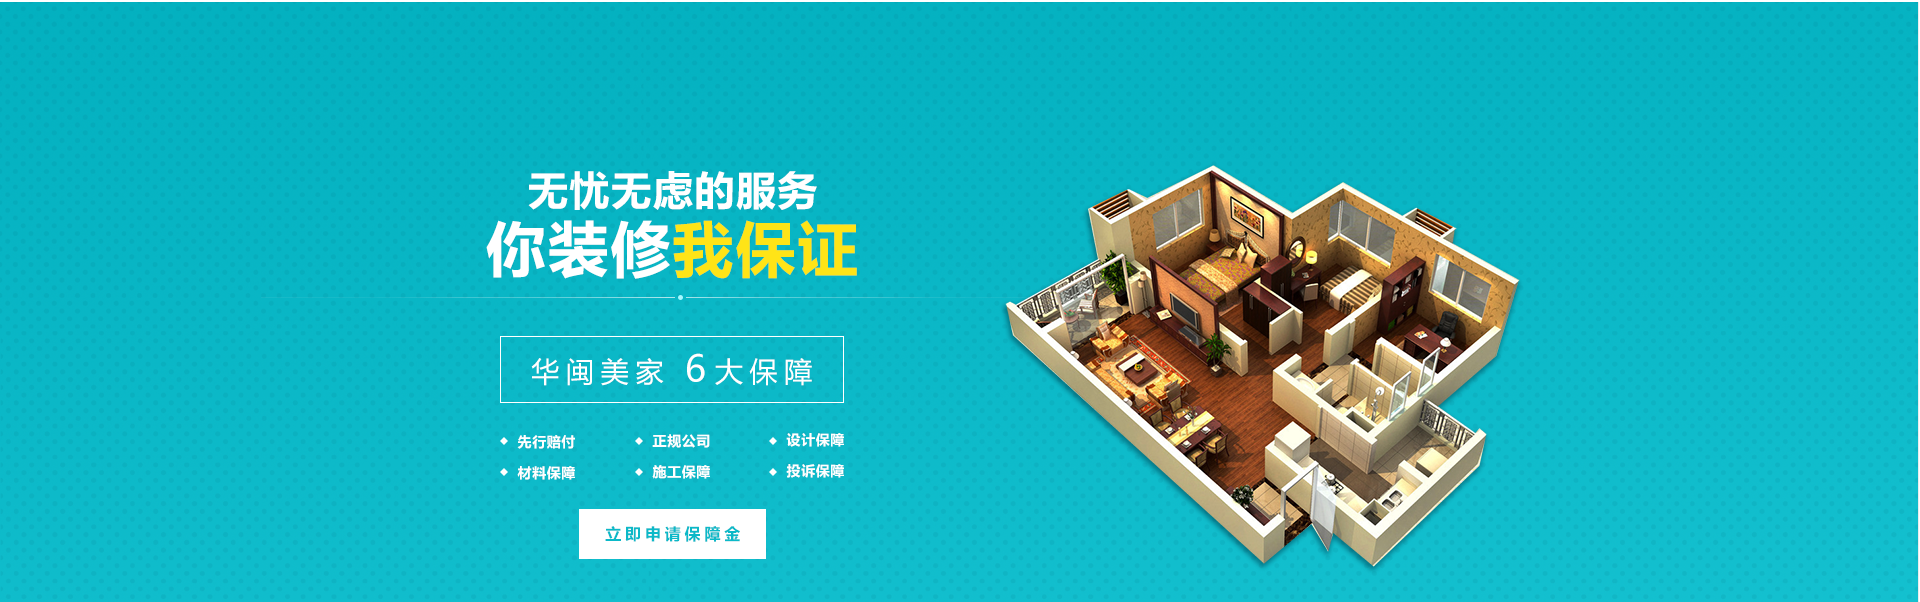 无忧无虑的服务
你装修我保证
华闽美家 6大保障
先行赔付 正规公司 设计保障
材料保障 施工保障 投诉保障
立即申请保障金